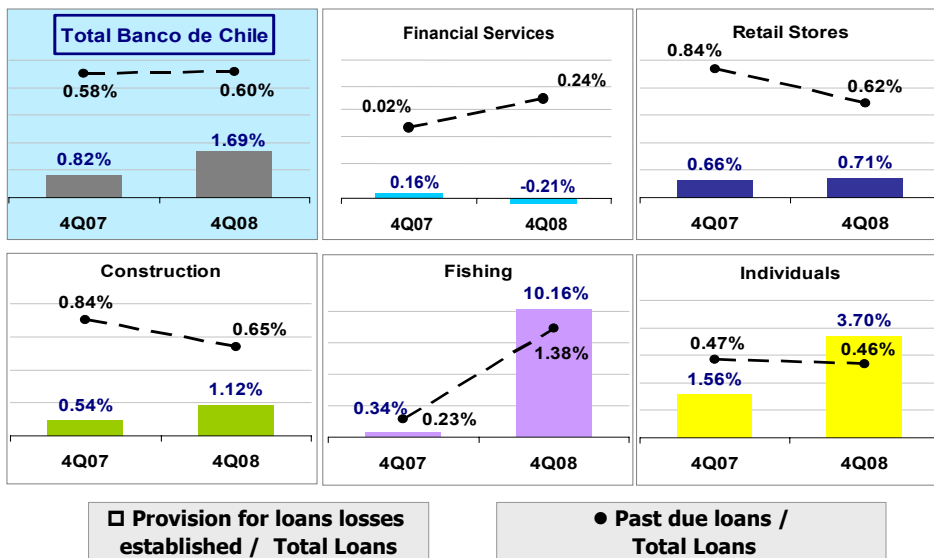 Total Banco de Chile
0.58%
0.60%
0.82%
1.69%
4Q07
4Q08
Financial Services
0.02%
0.24%
0.16%
-0.21%
4Q07
4Q08
Retail Stores
0.84%
0.62%
0.66%
0.71%
4Q07
4Q08
Construction
0.84%
0.65%
0.54%
1.12%
4Q07
4Q08
Fishing
10.16%
1.38%
0.34%
0.23%
4Q07
4Q08
Individuals
3.70%
0.47%
0.46%
1.56%
4Q07
4Q08
Provision for loans losses
established / Total Loans
Past due loans /
Total Loans